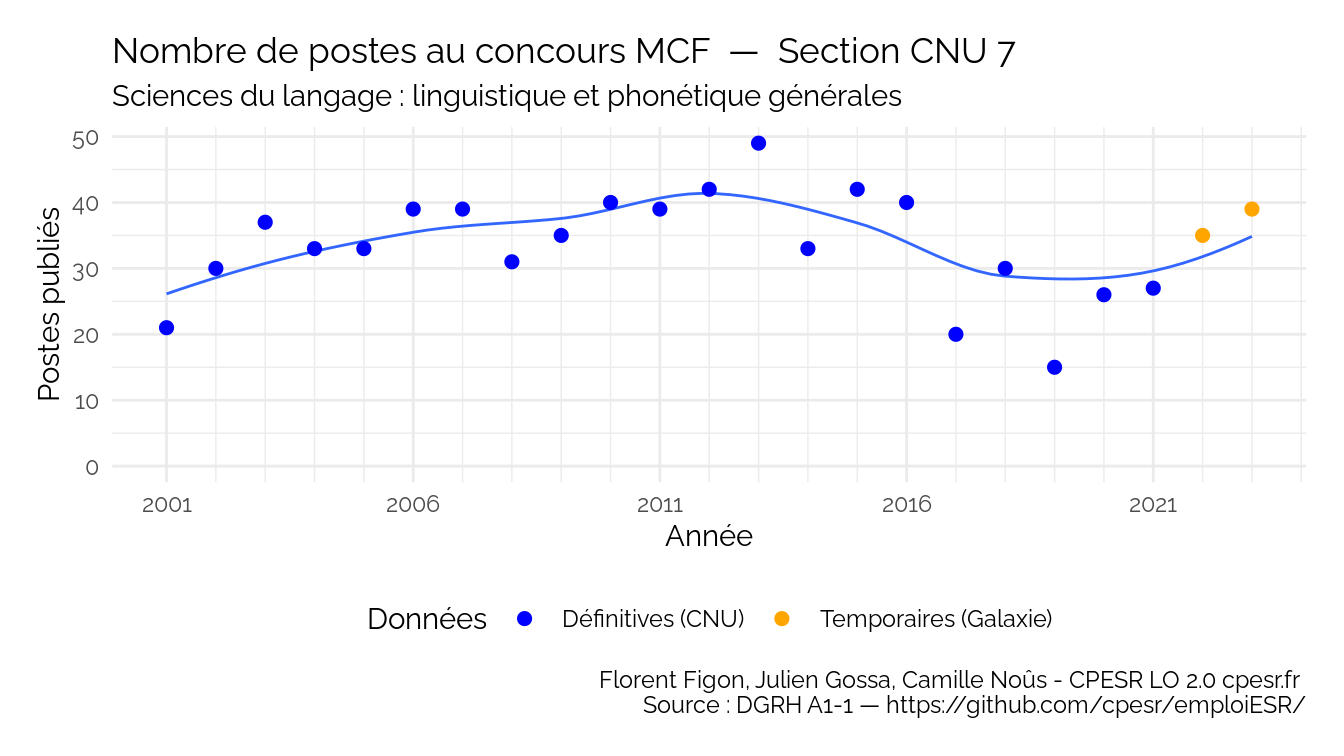 Nombre de postes au concours MCF — Section CNU 7
Sciences du langage : linguistique et phonétique générales
Postes publiés
50
40
30
20
10
0
2001 2006 2011 2016 2021
Année
Données Définitives (CNU) Temporaires (Galaxie)
Florent Figon, Julien Gossa, Camille Noûs - CPESR LO 2.0 cpesr.fr
Source : DGRH A1-1 — https://github.com/cpesr/emploiESR/